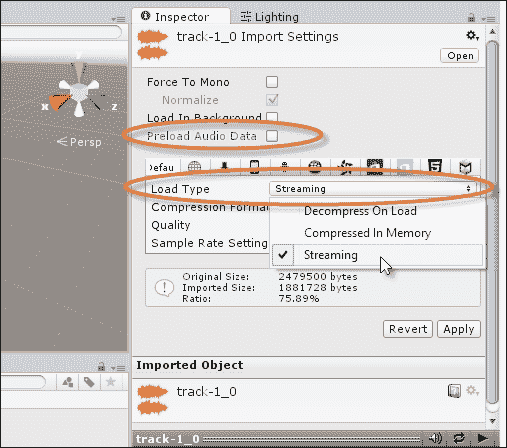 Inspector
Lighting
track-1_0 Import Settings
Open
Force To Mono
Normalize
Load In Background
Preload Audio Data
x
z
Persp
Defau
Load Type Streaming
Decompress On Load
Compressed In Memory
Streaming
Compression Forma
Quality
Sample Rate Setting
Original Size: 2479500 bytes
Imported Size: 1881728 bytes
Ratio: 75.89%
Revert
Apply
Imported Object
track-1_0
track-1_0